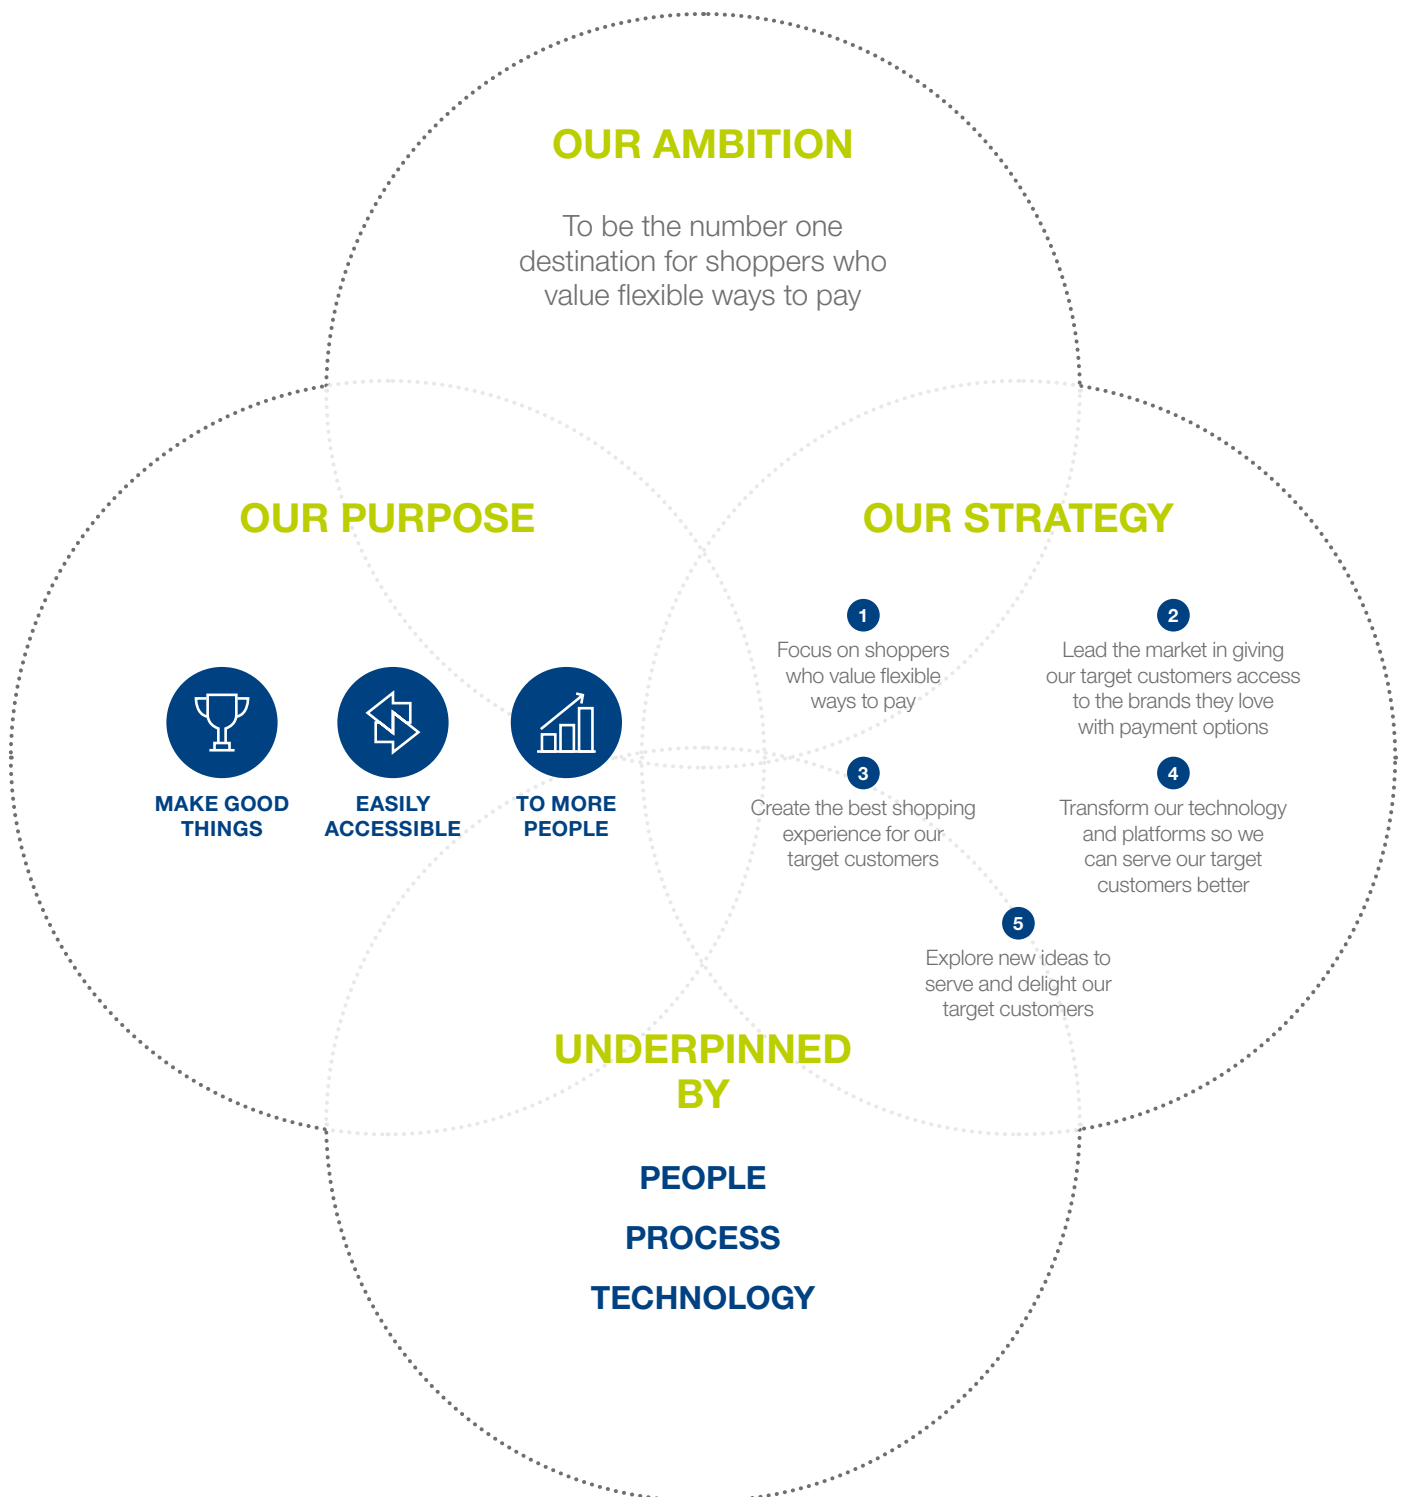 OUR AMBITION
To be the number one
destination for shoppers who
value flexible ways to pay
OUR PURPOSE
MAKE GOOD
THINGS
EASILY
ACCESSIBLE
TO MORE
PEOPLE
OUR STRATEGY
1
Focus on shoppers
who value flexible
ways to pay
2
Lead the market in giving
our target customers access
to the brands they love
with payment options
3
Create the best shopping
experience for our
target customers
4
Transform our technology
and platforms so we
can serve our target
customers better
5
Explore new ideas to
serve and delight our
target customers
UNDERPINNED
BY
PEOPLE
PROCESS
TECHNOLOGY